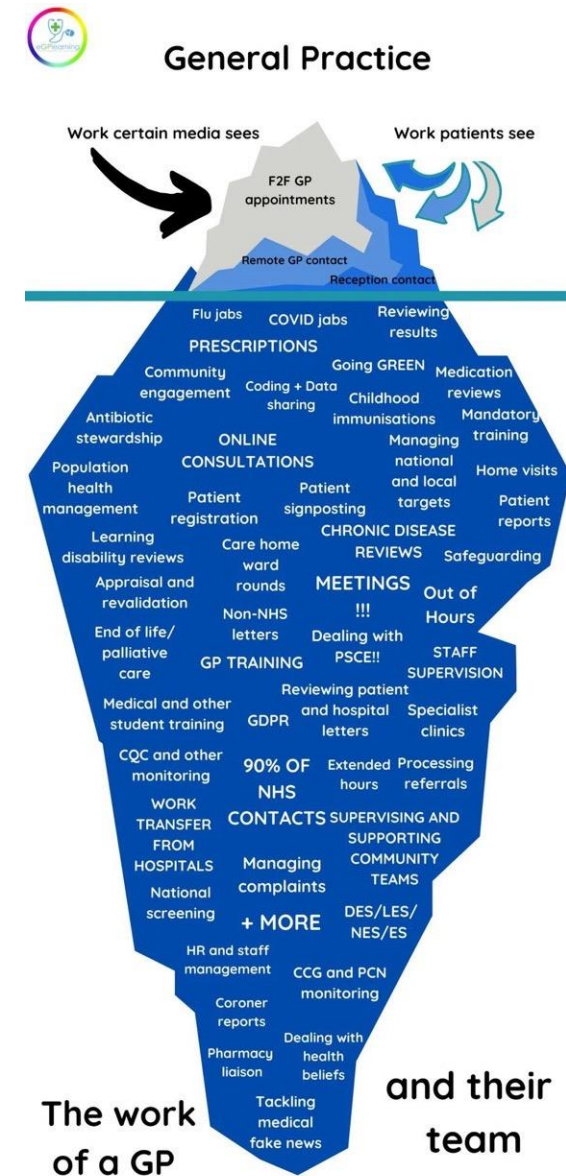 eGPlearning
General Practice
Work certain media sees
Work patients see
F2F GP
appointments
Remote GP contact
Reception contact
Flu jabs
COVID jabs
Reviewing
results
PRESCRIPTIONS
Community
engagement
Coding + Data
sharing
Going GREEN
Childhood
immunisations
Medication
reviews
Antibiotic
stewardship
ONLINE
CONSULTATIONS
Managing
national
and local
targets
Mandatory
training
Population
health
management
Home visits
Patient
registration
Patient
signposting
Patient
reports
Learning
disability reviews
Care home
ward
rounds
CHRONIC DISEASE
REVIEWS
Safeguarding
Appraisal and
revalidation
MEETINGS
!!!
Out of
Hours
Non-NHS
letters
End of life/
palliative
care
Dealing with
PSCE!!
STAFF
SUPERVISION
GP TRAINING
Medical and other
student training
GDPR
Reviewing patient
and hospital
letters
Specialist
clinics
CQC and other
monitoring
90% OF
NHS
CONTACTS
Extended
hours
Processing
referrals
WORK
TRANSFER
FROM
HOSPITALS
SUPERVISING AND
SUPPORTING
COMMUNITY
TEAMS
Managing
complaints
National
screening
+ MORE
DES/LES/
NES/ES
HR and staff
management
CCG and PCN
monitoring
Coroner
reports
Pharmacy
liaison
Dealing with
health
beliefs
Tackling
medical
fake news
The work
of a GP
and their
team